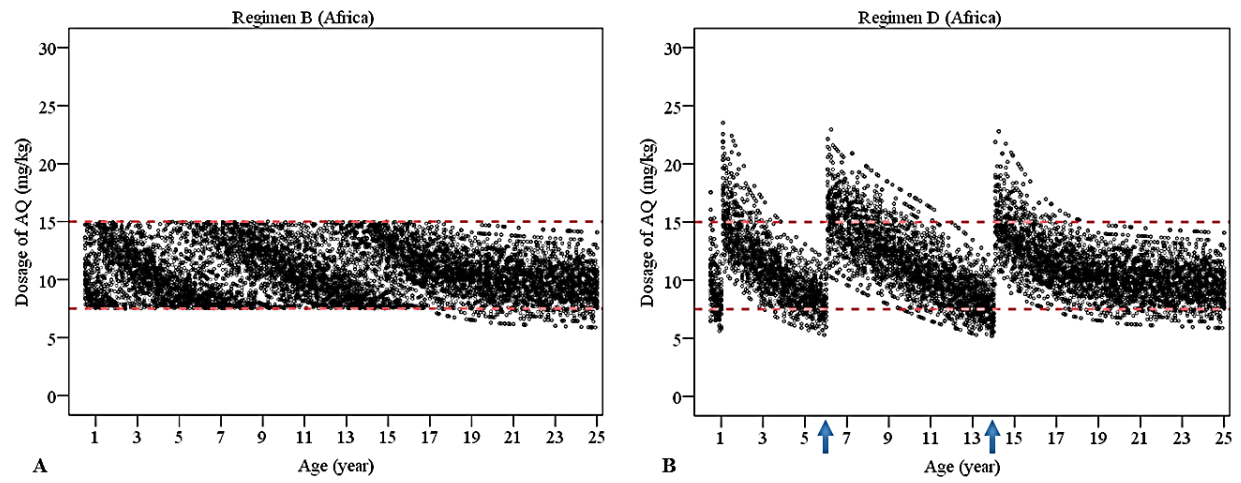 Regimen B (Africa)
30
25
20
15
10
5
0
Dosage of AQ (mg/kg)
1 3 5 7 9 11 13 15 17 19 21 23 25
A
Age (year)
Regimen D (Africa)
30
25
20
15
10
5
0
Dosage of AQ (mg/kg)
1 3 5 7 9 11 13 15 17 19 21 23 25
B
Age (year)